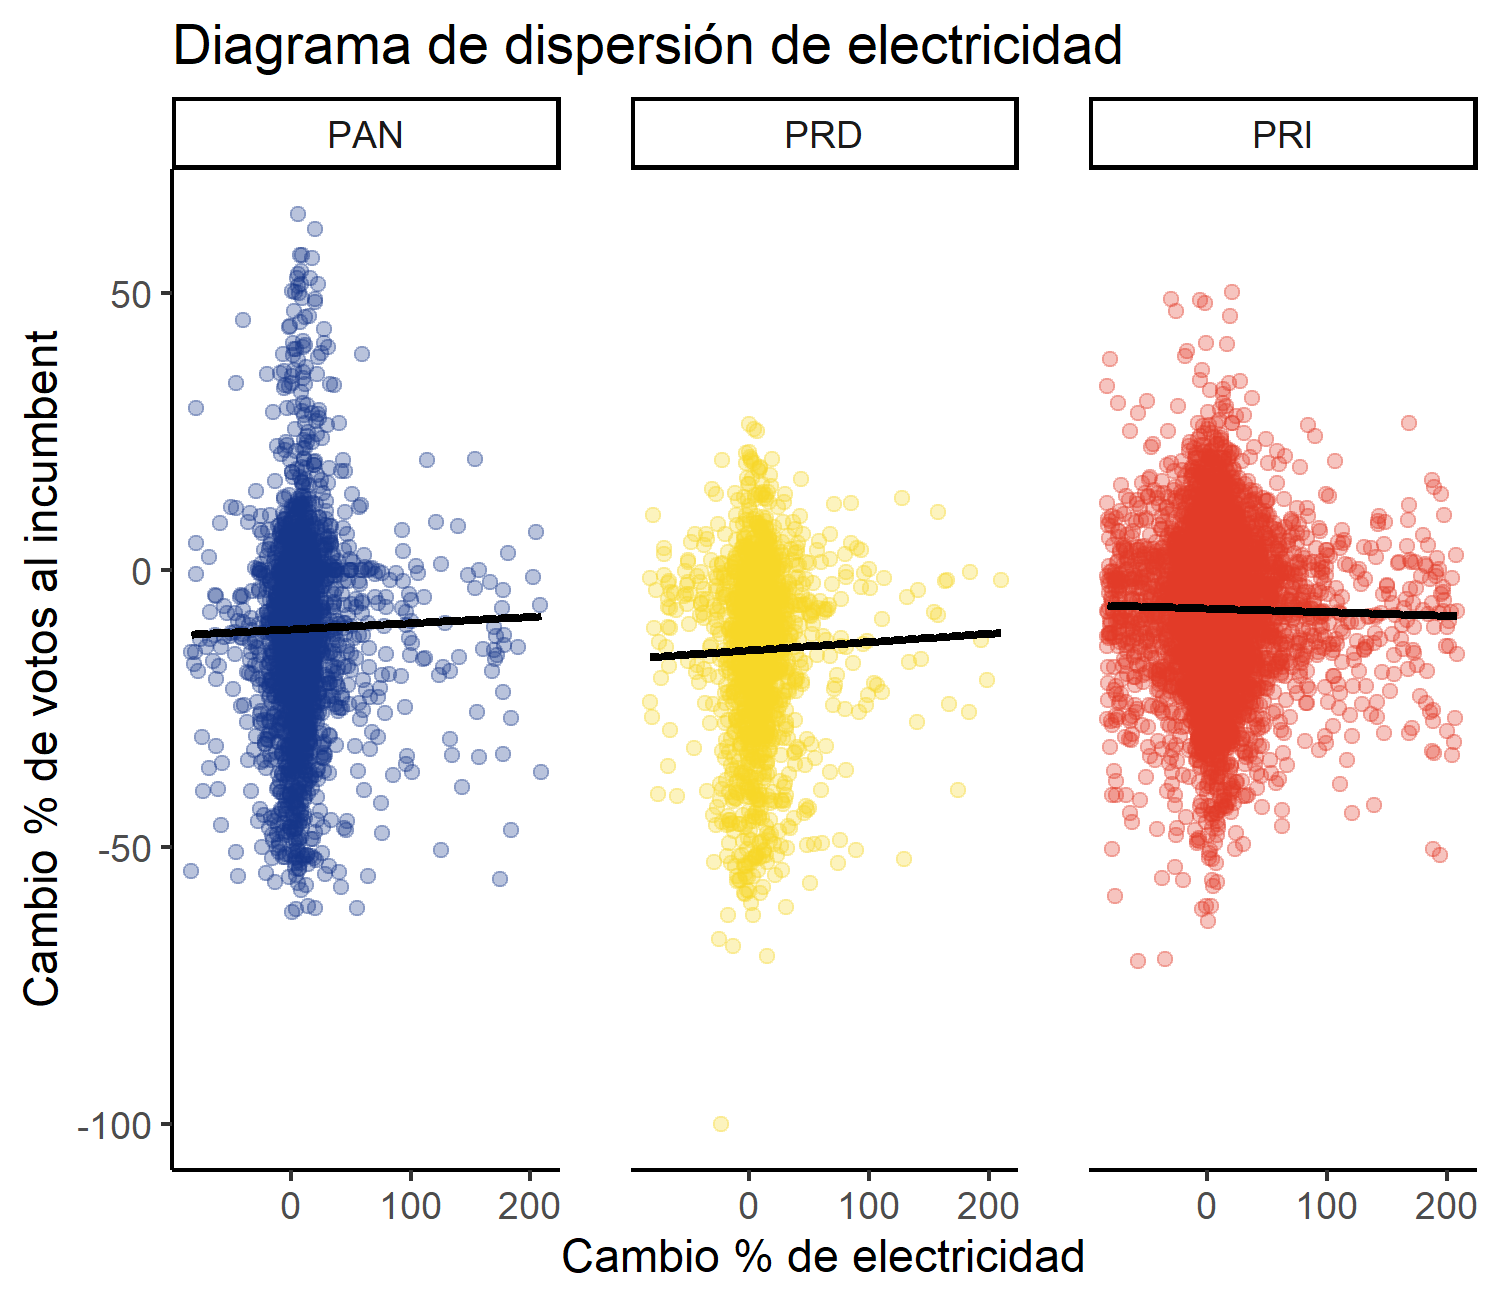 Diagrama de dispersión de electricidad
PAN
PRD
PRI
Cambio % de votos al incumbent
50
0
-50
-100
0 100 200
0 100 200
0 100 200
Cambio % de electricidad